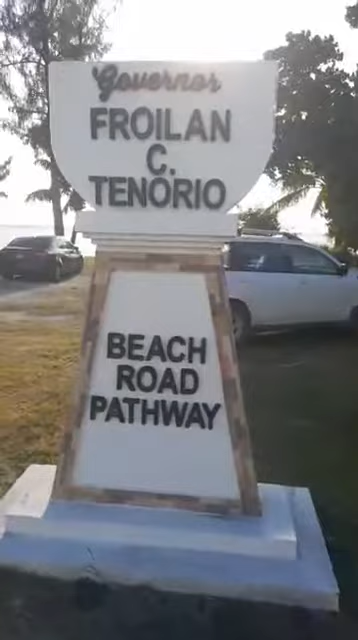 Governor
FROILAN
C.
TENORIO
BEACH
ROAD
PATHWAY